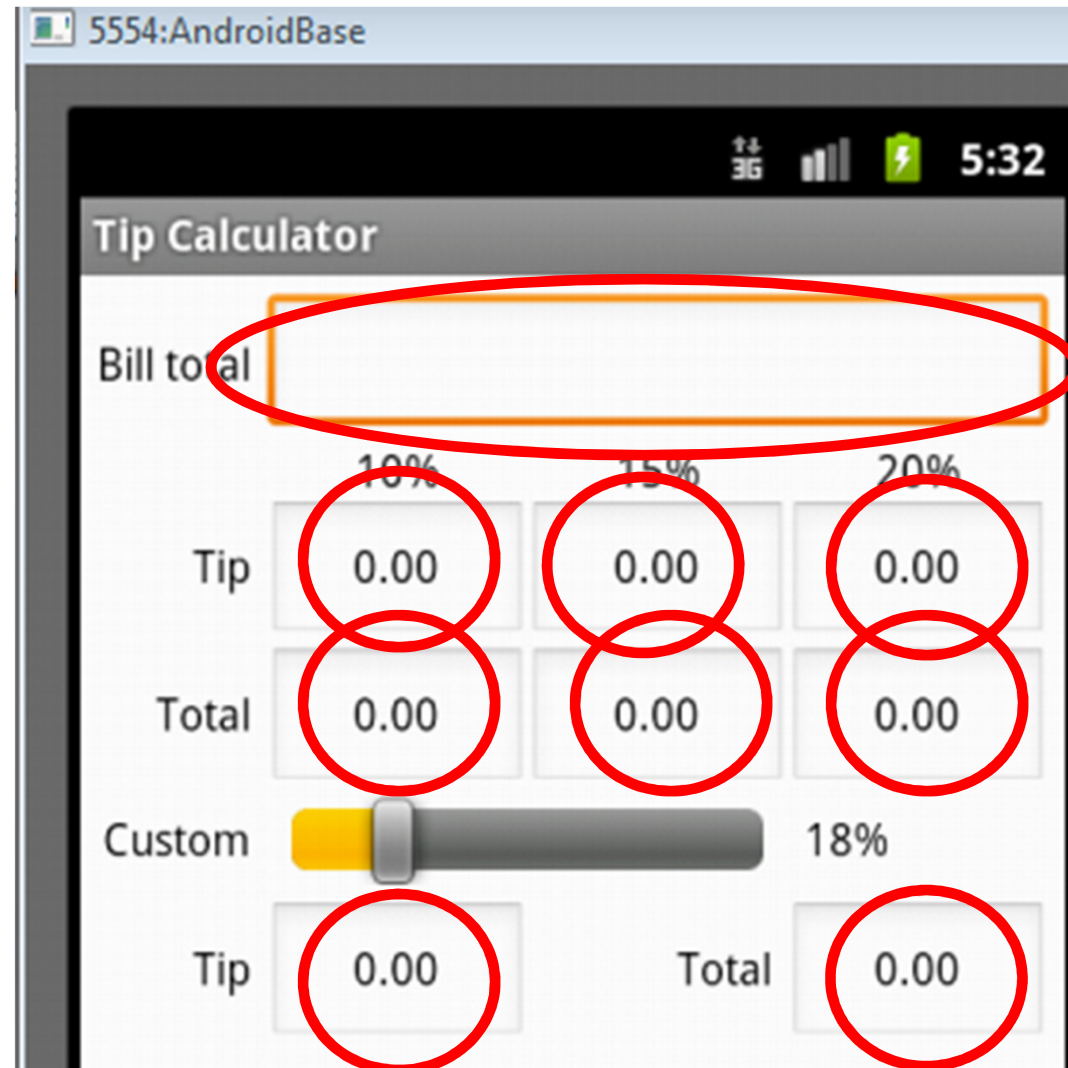 5554:AndroidBase
3G 5:32
Tip Calculator
Bill total
10% 15% 20%
Tip 0.00 0.00 0.00
Total 0.00 0.00 0.00
Custom 18%
Tip 0.00 Total 0.00